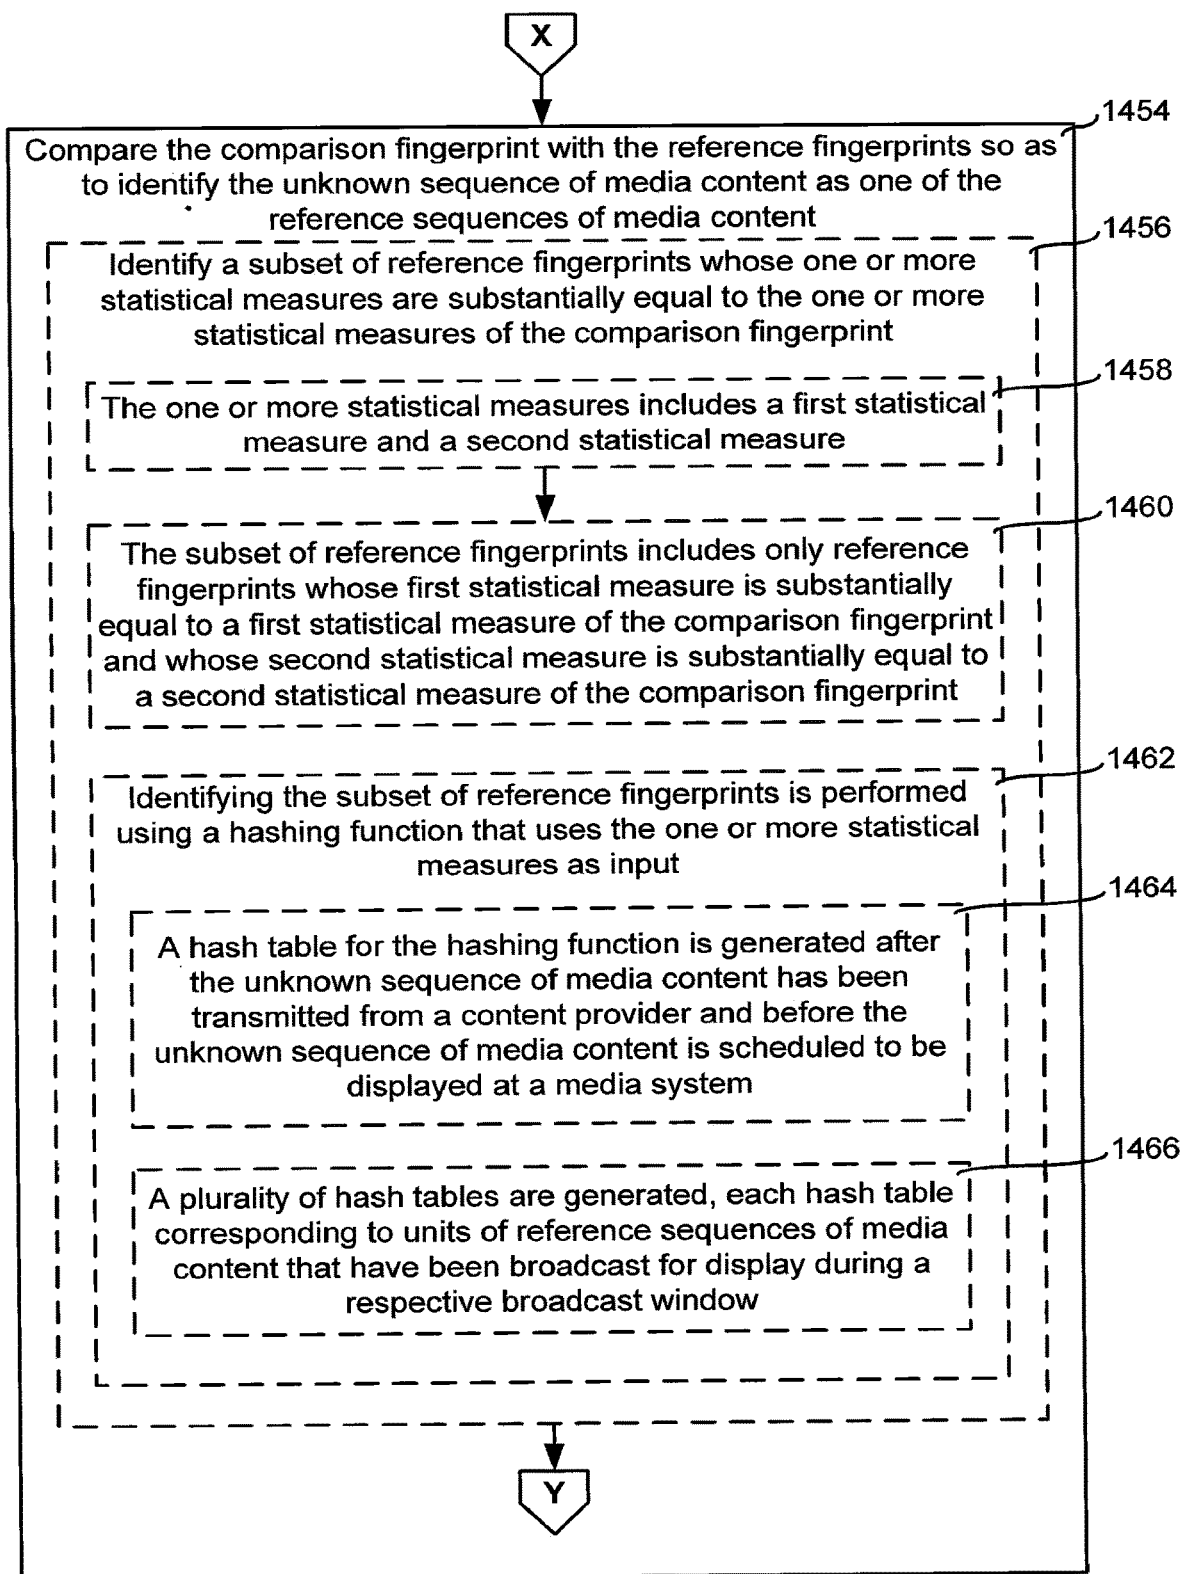 X
1454
Compare the comparison fingerprint with the reference fingerprints so as
to identify the unknown sequence of media content as one of the
reference sequences of media content
1456
Identify a subset of reference fingerprints whose one or more
statistical measures are substantially equal to the one or more
statistical measures of the comparison fingerprint
1458
The one or more statistical measures includes a first statistical
measure and a second statistical measure
1460
The subset of reference fingerprints includes only reference
fingerprints whose first statistical measure is substantially
equal to a first statistical measure of the comparison fingerprint
and whose second statistical measure is substantially equal to
a second statistical measure of the comparison fingerprint
1462
Identifying the subset of reference fingerprints is performed
using a hashing function that uses the one or more statistical
measures as input
1464
A hash table for the hashing function is generated after
the unknown sequence of media content has been
transmitted from a content provider and before the
unknown sequence of media content is scheduled to be
displayed at a media system
1466
A plurality of hash tables are generated, each hash table
corresponding to units of reference sequences of media
content that have been broadcast for display during a
respective broadcast window
Y